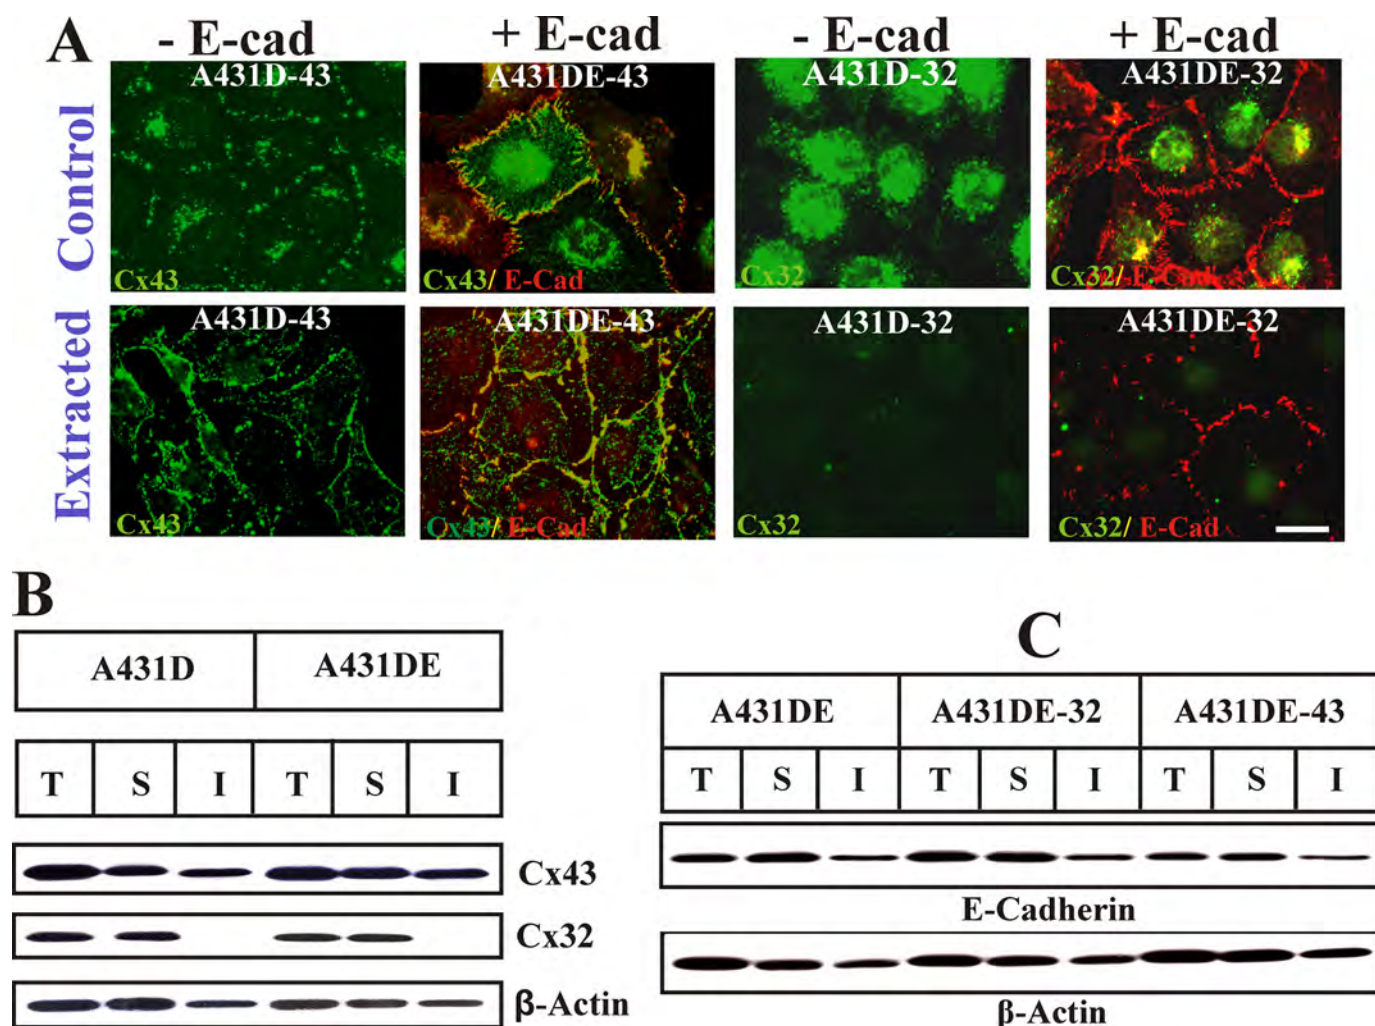 A
- E-cad
+ E-cad
- E-cad
+ E-cad
Control
A431D-43
A431DE-43
A431D-32
A431DE-32
Cx43
Cx43/ E-Cad
Cx32
Cx32/ E-Cad
Extracted
A431D-43
A431DE-43
A431D-32
A431DE-32
Cx43
Cx43/ E-Cad
Cx32
Cx32/ E-Cad
B
A431D A431DE
T S I T S I
Cx43
Cx32
β-Actin
C
A431DE A431DE-32 A431DE-43
T S I T S I T S I
E-Cadherin
β-Actin